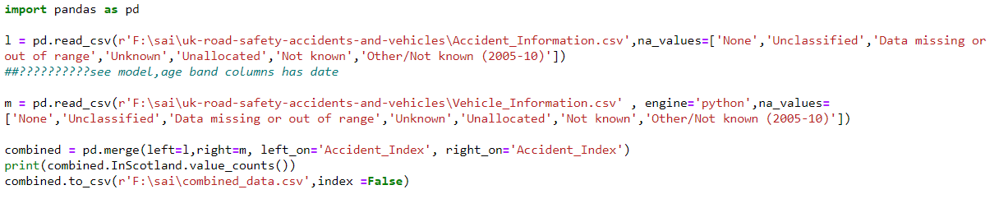 import pandas as pd
l = pd.read_csv(r'F:\sai\uk-road-safety-accidents-and-vehicles\Accident_Information.csv',na_values=['None','Unclassified','Data missing or
out of range','Unknown','Unallocated','Not known','Other/Not known (2005-10)'])
##??????????see model,age band columns has date
m = pd.read_csv(r'F:\sai\uk-road-safety-accidents-and-vehicles\Vehicle_Information.csv' , engine='python',na_values=
['None','Unclassified','Data missing or out of range','Unknown','Unallocated','Not known','Other/Not known (2005-10)'])
combined = pd.merge(left=l,right=m, left_on='Accident_Index', right_on='Accident_Index')
print(combined.InScotland.value_counts())
combined.to_csv(r'F:\sai\combined_data.csv',index =False)